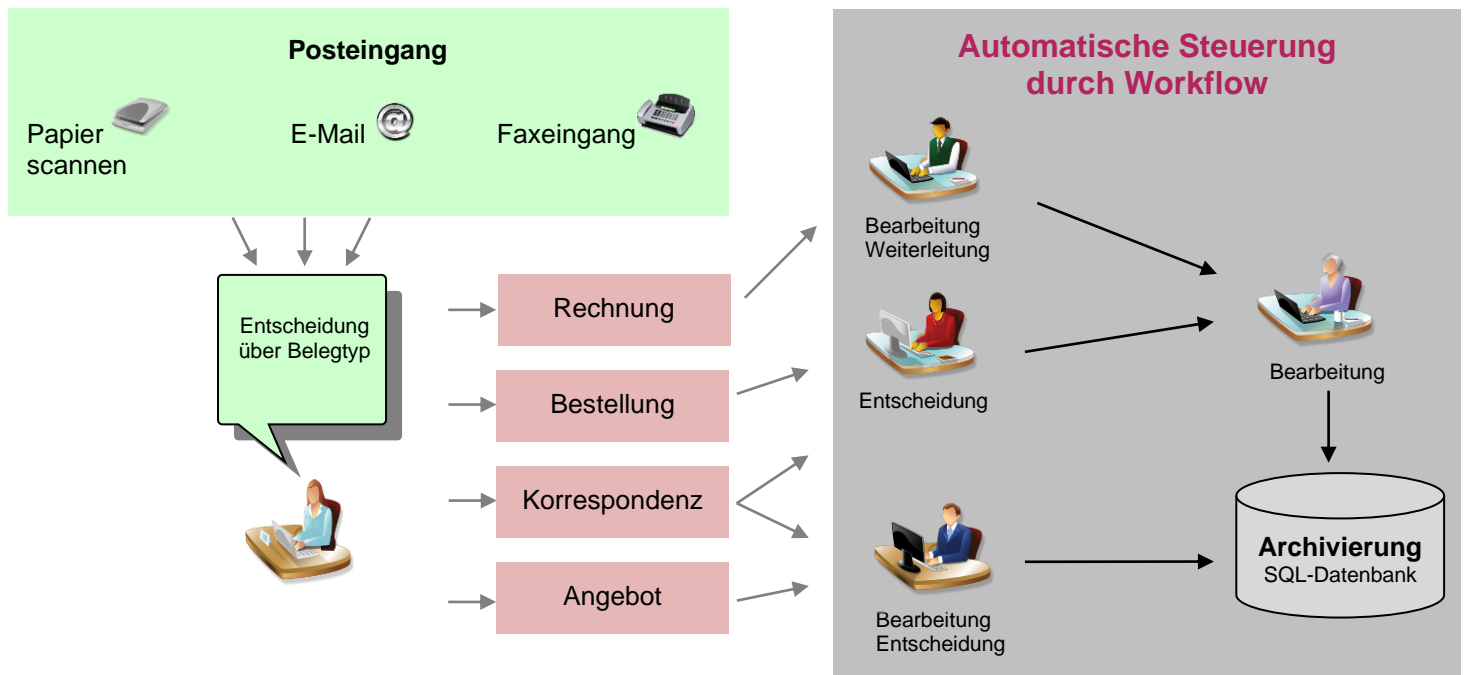 Posteingang
Papier
scannen
E-Mail
Faxeingang
Entscheidung
über Belegtyp
Rechnung
Bestellung
Korrespondenz
Angebot
Automatische Steuerung
durch Workflow
Bearbeitung
Weiterleitung
Entscheidung
Bearbeitung
Entscheidung
Bearbeitung
Archivierung
SQL-Datenbank